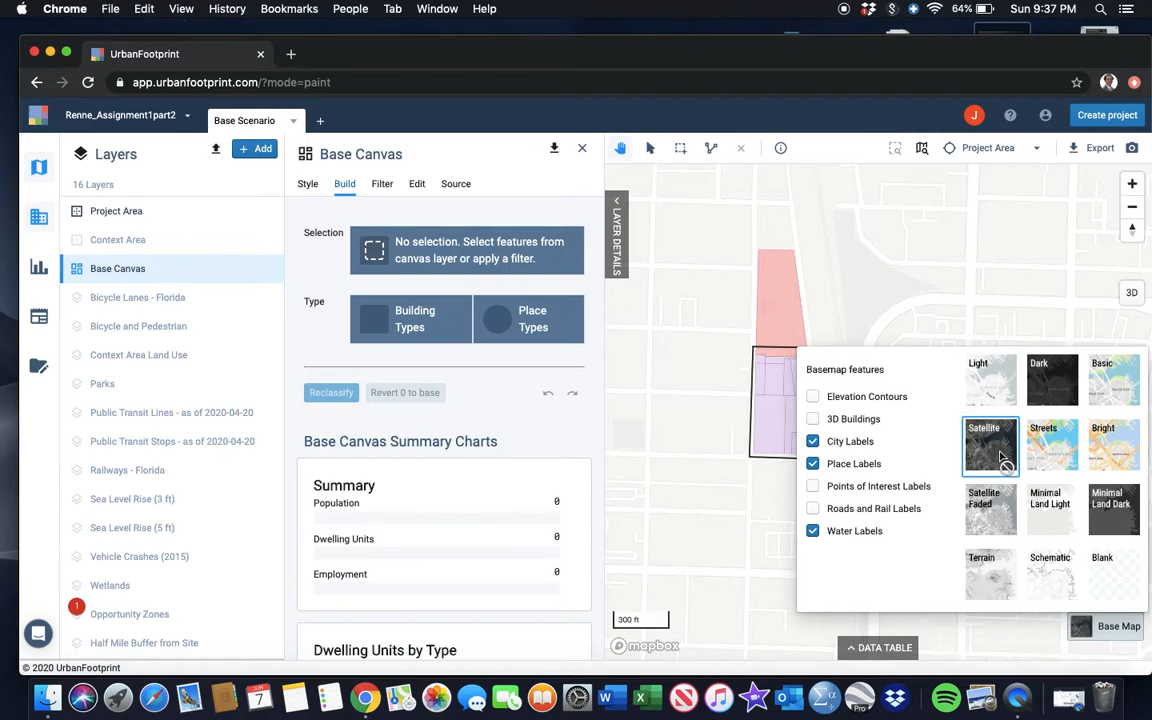 Chrome File Edit View History Bookmarks People Tab Window Help
64% Sun 9:37 PM
UrbanFootprint
app.urbanfootprint.com/?mode=paint
Renne_Assignment1part2
Base Scenario
J
Create project
Layers
+ Add
16 Layers
Project Area
Context Area
Base Canvas
Bicycle Lanes - Florida
Bicycle and Pedestrian
Context Area Land Use
Parks
Public Transit Lines - as of 2020-04-20
Public Transit Stops - as of 2020-04-20
Railways - Florida
Sea Level Rise (3 ft)
Sea Level Rise (5 ft)
Vehicle Crashes (2015)
Wetlands
1
Opportunity Zones
Half Mile Buffer from Site
© 2020 UrbanFootprint
Base Canvas
Style Build Filter Edit Source
Selection
No selection. Select features from
canvas layer or apply a filter.
Type
Building
Types
Place
Types
Reclassify
Revert 0 to base
Base Canvas Summary Charts
Summary
Population 0
Dwelling Units 0
Employment 0
Dwelling Units by Type
LAYER DETAILS
Project Area
Export
3D
Basemap features
Elevation Contours
3D Buildings
City Labels
Place Labels
Points of Interest Labels
Roads and Rail Labels
Water Labels
Light
Dark
Basic
Satellite
Streets
Bright
Satellite
Faded
Minimal
Land Light
Minimal
Land Dark
Terrain
Schematic
Blank
300 ft
mapbox
Base Map
DATA TABLE
JUN
7
Pro